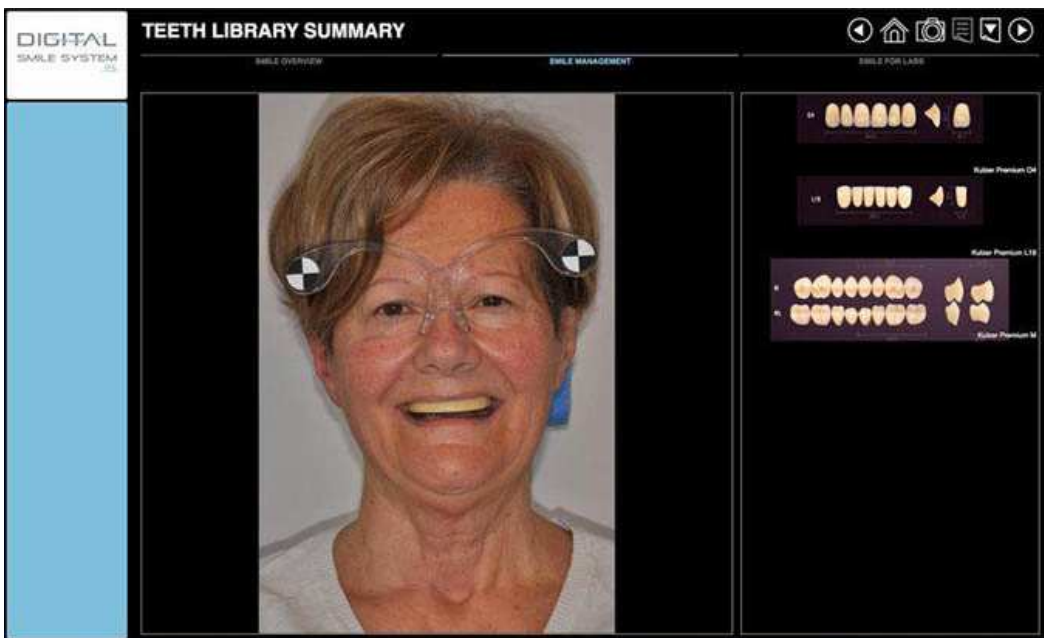 DIGITAL
SMILE SYSTEM
TEETH LIBRARY SUMMARY
SMILE OVERVIEW
SMILE MANAGEMENT
SMILE FOR LABS
Kulzer Premium O4
L18
Kulzer Premium L18
M
Kulzer Premium M